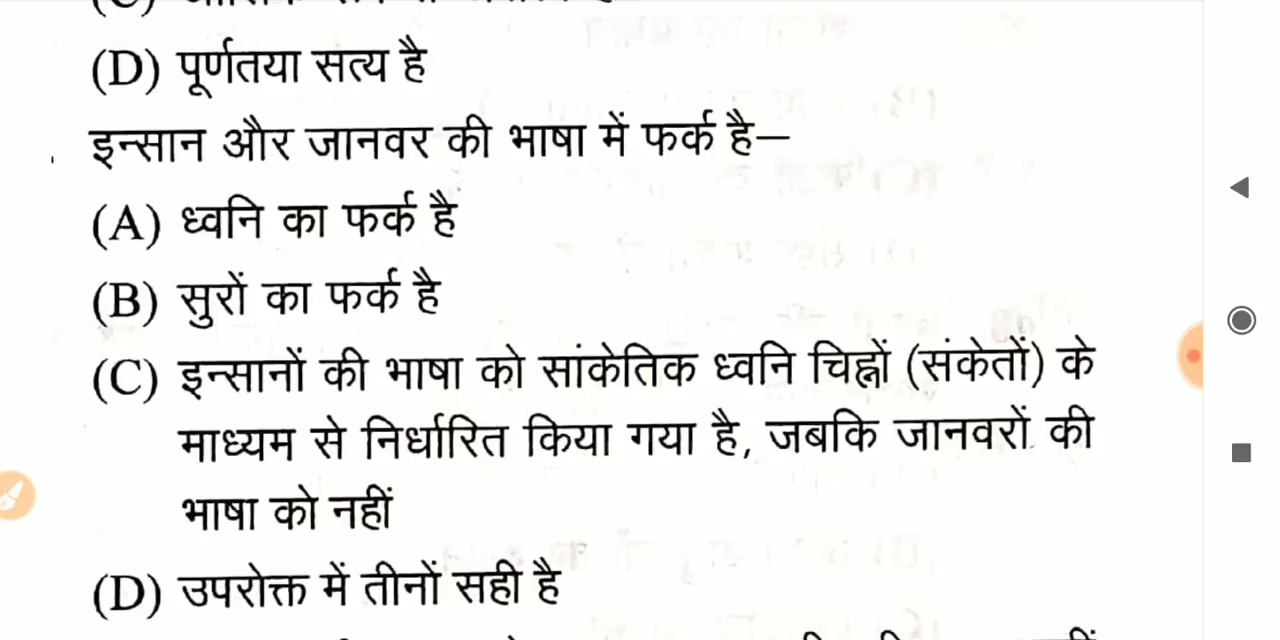 (D) पूर्णतया सत्य है
इन्सान और जानवर की भाषा में फर्क है—
(A) ध्वनि का फर्क है
(B) सुरों का फर्क है
(C) इन्सानों की भाषा को सांकेतिक ध्वनि चिह्नों (संकेतों) के
माध्यम से निर्धारित किया गया है, जबकि जानवरों की
भाषा को नहीं
(D) उपरोक्त में तीनों सही है